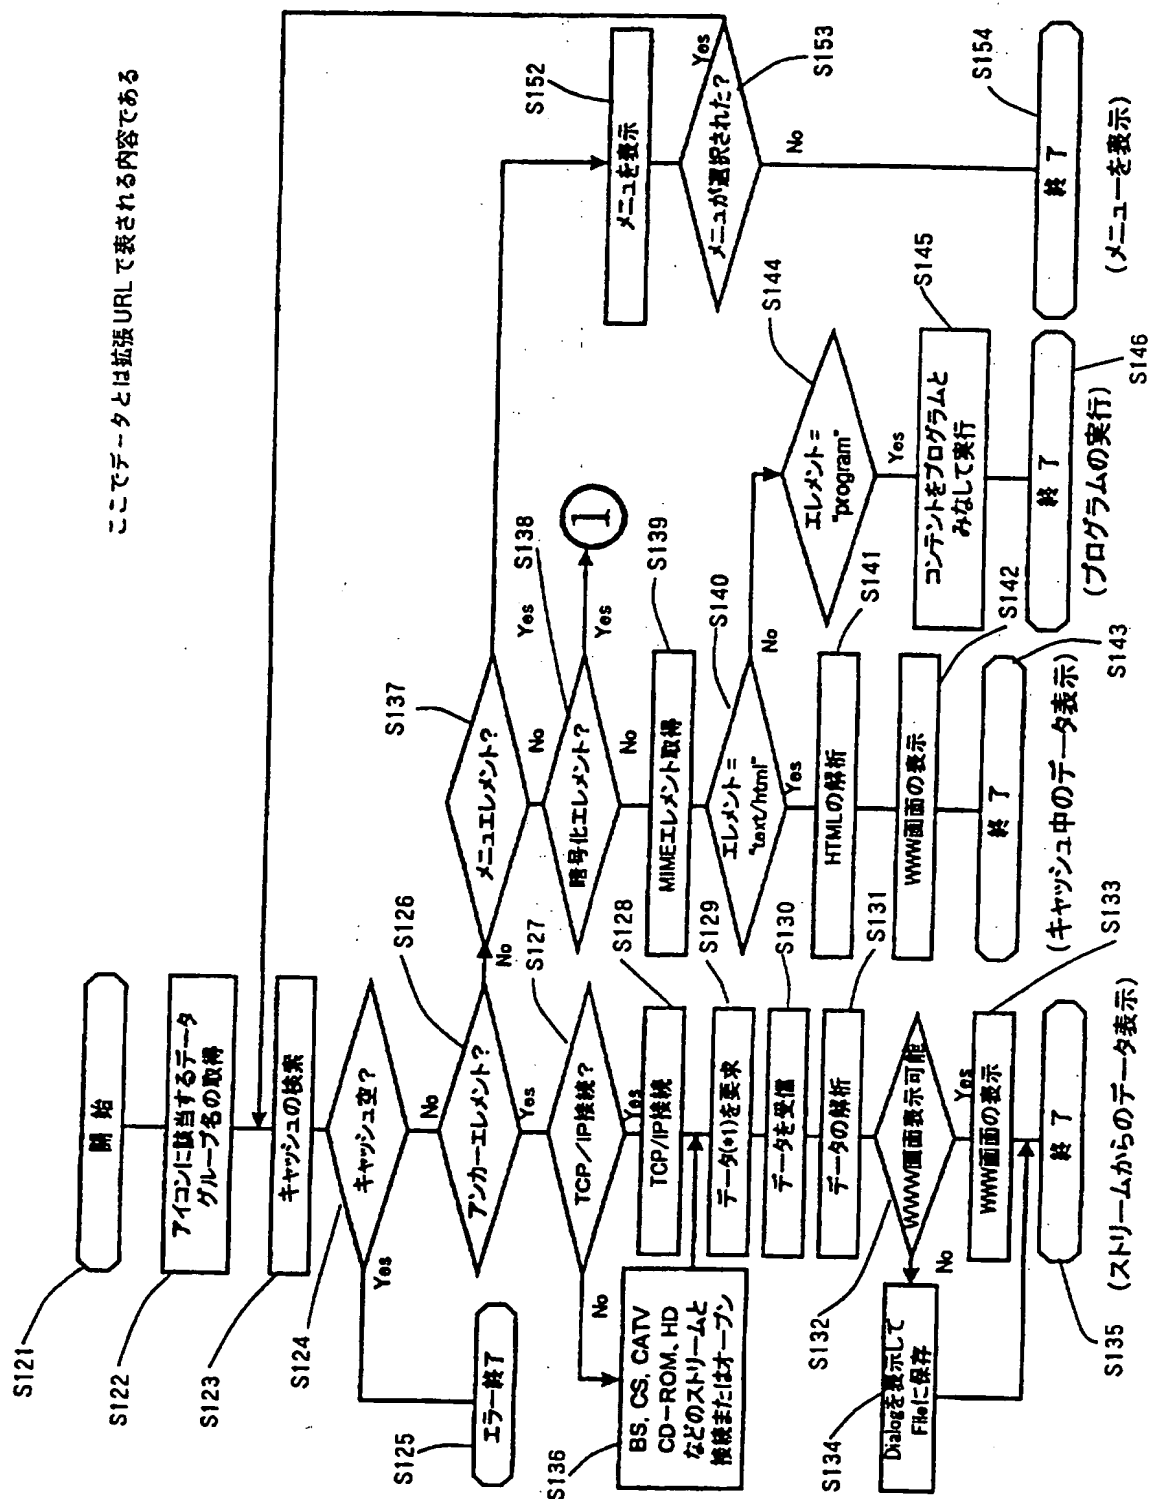 ここでデータとは拡張URLで表される内容である
S121
開 始
S122
アイコンに該当するデータ
グループ名の取得
S123
キャッシュの検索
S124
キャッシュ空?
Yes
No
S125
エラー終了
S126
アンカーエレメント?
No
Yes
S127
TCP/IP接続?
No
Yes
S136
BS, CS, CATV
CD-ROM, HD
などのストリームと
接続またはオープン
S128
TCP/IP接続
S129
データ(*1)を要求
S130
データを受信
S131
データの解析
S132
WWW画面表示可能
No
Yes
S134
Dialogを表示して
Fileに保存
S133
WWW画面の表示
S135
終 了
(ストリームからのデータ表示)
S137
メニュエレメント?
Yes
No
S138
暗号化エレメント?
Yes
No
1
S139
MIMEエレメント取得
S140
エレメント=
"text/html"
No
Yes
S141
HTMLの解析
S142
WWW画面の表示
S143
終 了
(キャッシュ中のデータ表示)
S144
エレメント=
"program"
Yes
S145
コンテントをプログラムと
みなして実行
S146
終 了
(プログラムの実行)
S152
メニュを表示
S153
メニュが選択された?
Yes
No
S154
終 了
(メニューを表示)